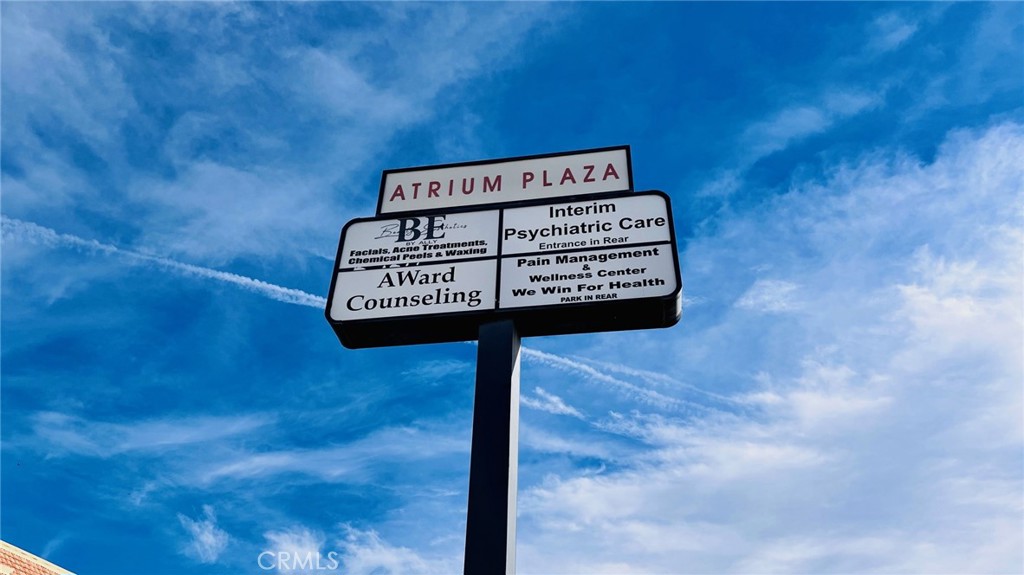 ATRIUM PLAZA
BE
BY ALLY
Facials, Acne Treatments,
Chemical Peels & Waxing
Interim
Psychiatric Care
Entrance in Rear
AWard
Counseling
Pain Management
&
Wellness Center
We Win For Health
PARK IN REAR
CRMLS